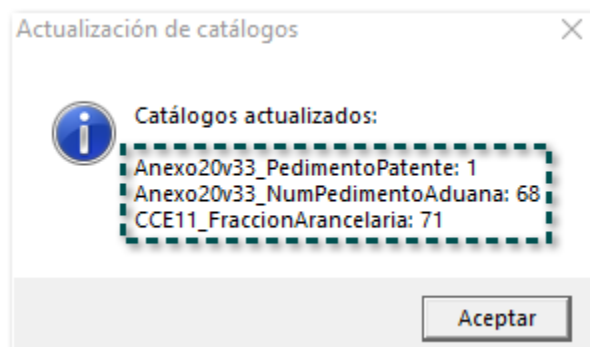 Actualización de catálogos
Catálogos actualizados:
Anexo20v33_PedimentoPatente: 1
Anexo20v33_NumPedimentoAduana: 68
CCE11_FraccionArancelaria: 71
Aceptar